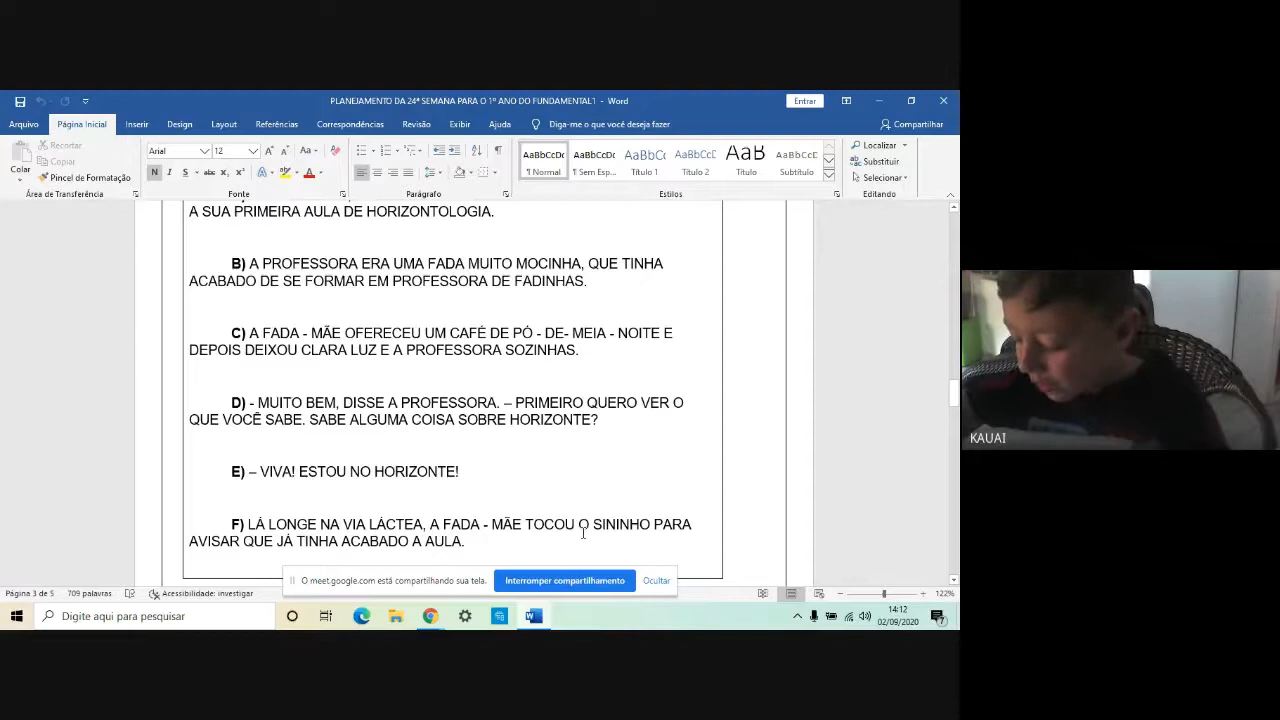 PLANEJAMENTO DA 24ª SEMANA PARA O 1º ANO DO FUNDAMENTAL1 - Word
Entrar
Arquivo Página Inicial Inserir Design Layout Referências Correspondências Revisão Exibir Ajuda Diga-me o que você deseja fazer Compartilhar
Colar
Recortar
Copiar
Pincel de Formatação
Área de Transferência
Arial 12
Fonte
Parágrafo
AaBbCcDc AaBbCcDc AaBbCc AaBbCcC AaB AaBbCcC
¶ Normal ¶ Sem Esp... Título 1 Título 2 Título Subtítulo
Estilos
Localizar
Substituir
Selecionar
Editando
A SUA PRIMEIRA AULA DE HORIZONTOLOGIA.
B) A PROFESSORA ERA UMA FADA MUITO MOCINHA, QUE TINHA
ACABADO DE SE FORMAR EM PROFESSORA DE FADINHAS.
C) A FADA - MÃE OFERECEU UM CAFÉ DE PÓ - DE- MEIA - NOITE E
DEPOIS DEIXOU CLARA LUZ E A PROFESSORA SOZINHAS.
D) - MUITO BEM, DISSE A PROFESSORA. – PRIMEIRO QUERO VER O
QUE VOCÊ SABE. SABE ALGUMA COISA SOBRE HORIZONTE?
E) – VIVA! ESTOU NO HORIZONTE!
F) LÁ LONGE NA VIA LÁCTEA, A FADA - MÃE TOCOU O SININHO PARA
AVISAR QUE JÁ TINHA ACABADO A AULA.
O meet.google.com está compartilhando sua tela. Interromper compartilhamento Ocultar
Página 3 de 5 709 palavras Acessibilidade: investigar 122%
Digite aqui para pesquisar
14:12
02/09/2020
KAUAI